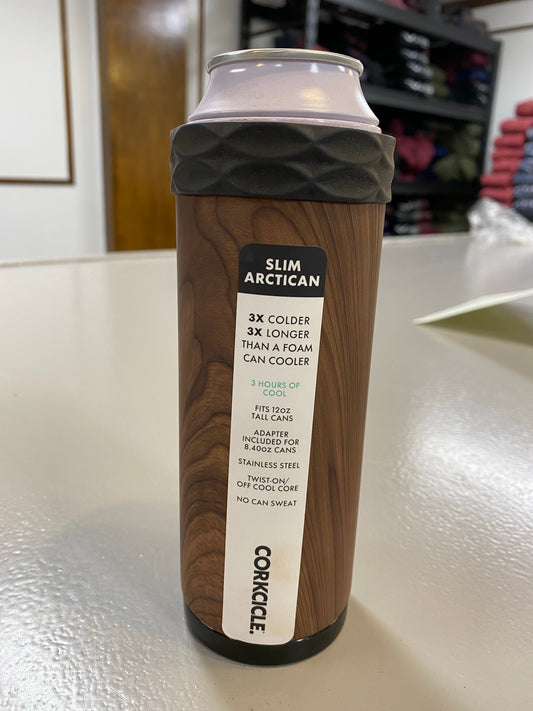 SLIM
ARCTICAN
3X COLDER
3X LONGER
THAN A FOAM
CAN COOLER
3 HOURS OF
COOL
FITS 12oz
TALL CANS
ADAPTER
INCLUDED FOR
8.40oz CANS
STAINLESS STEEL
TWIST-ON/
OFF COOL CORE
NO CAN SWEAT
CORKCICLE.